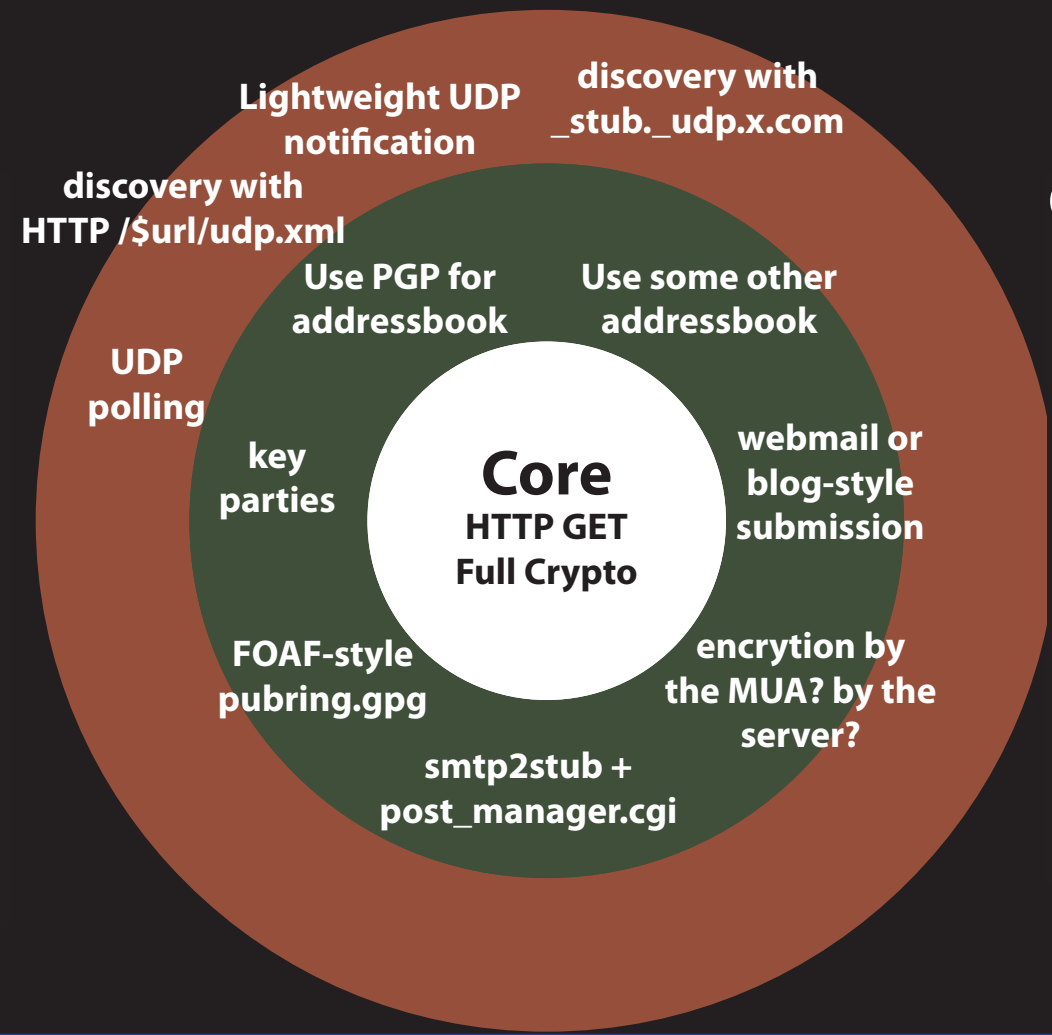 Lightweight UDP
notification
discovery with
_stub._udp.x.com
discovery with
HTTP /$url/udp.xml
Use PGP for
addressbook
Use some other
addressbook
UDP
polling
key
parties
Core
HTTP GET
Full Crypto
webmail or
blog-style
submission
FOAF-style
pubring.gpg
encrytion by
the MUA? by the
server?
smtp2stub +
post_manager.cgi